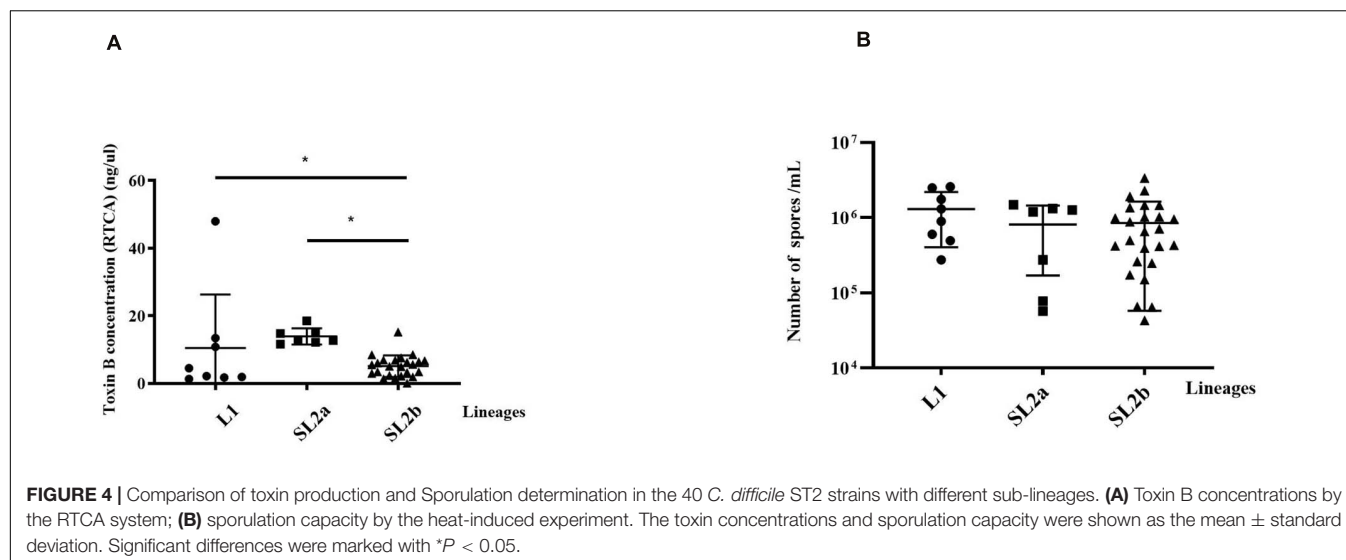 A
Toxin B concentration (RTCA) (ng/ul)
60
40
20
0
*
*
L1
SL2a
SL2b
Lineages
B
Number of spores /mL
10⁷
10⁶
10⁵
10⁴
L1
SL2a
SL2b
Lineages
FIGURE 4 | Comparison of toxin production and Sporulation determination in the 40 C. difficile ST2 strains with different sub-lineages. (A) Toxin B concentrations by
the RTCA system; (B) sporulation capacity by the heat-induced experiment. The toxin concentrations and sporulation capacity were shown as the mean ± standard
deviation. Significant differences were marked with *P < 0.05.